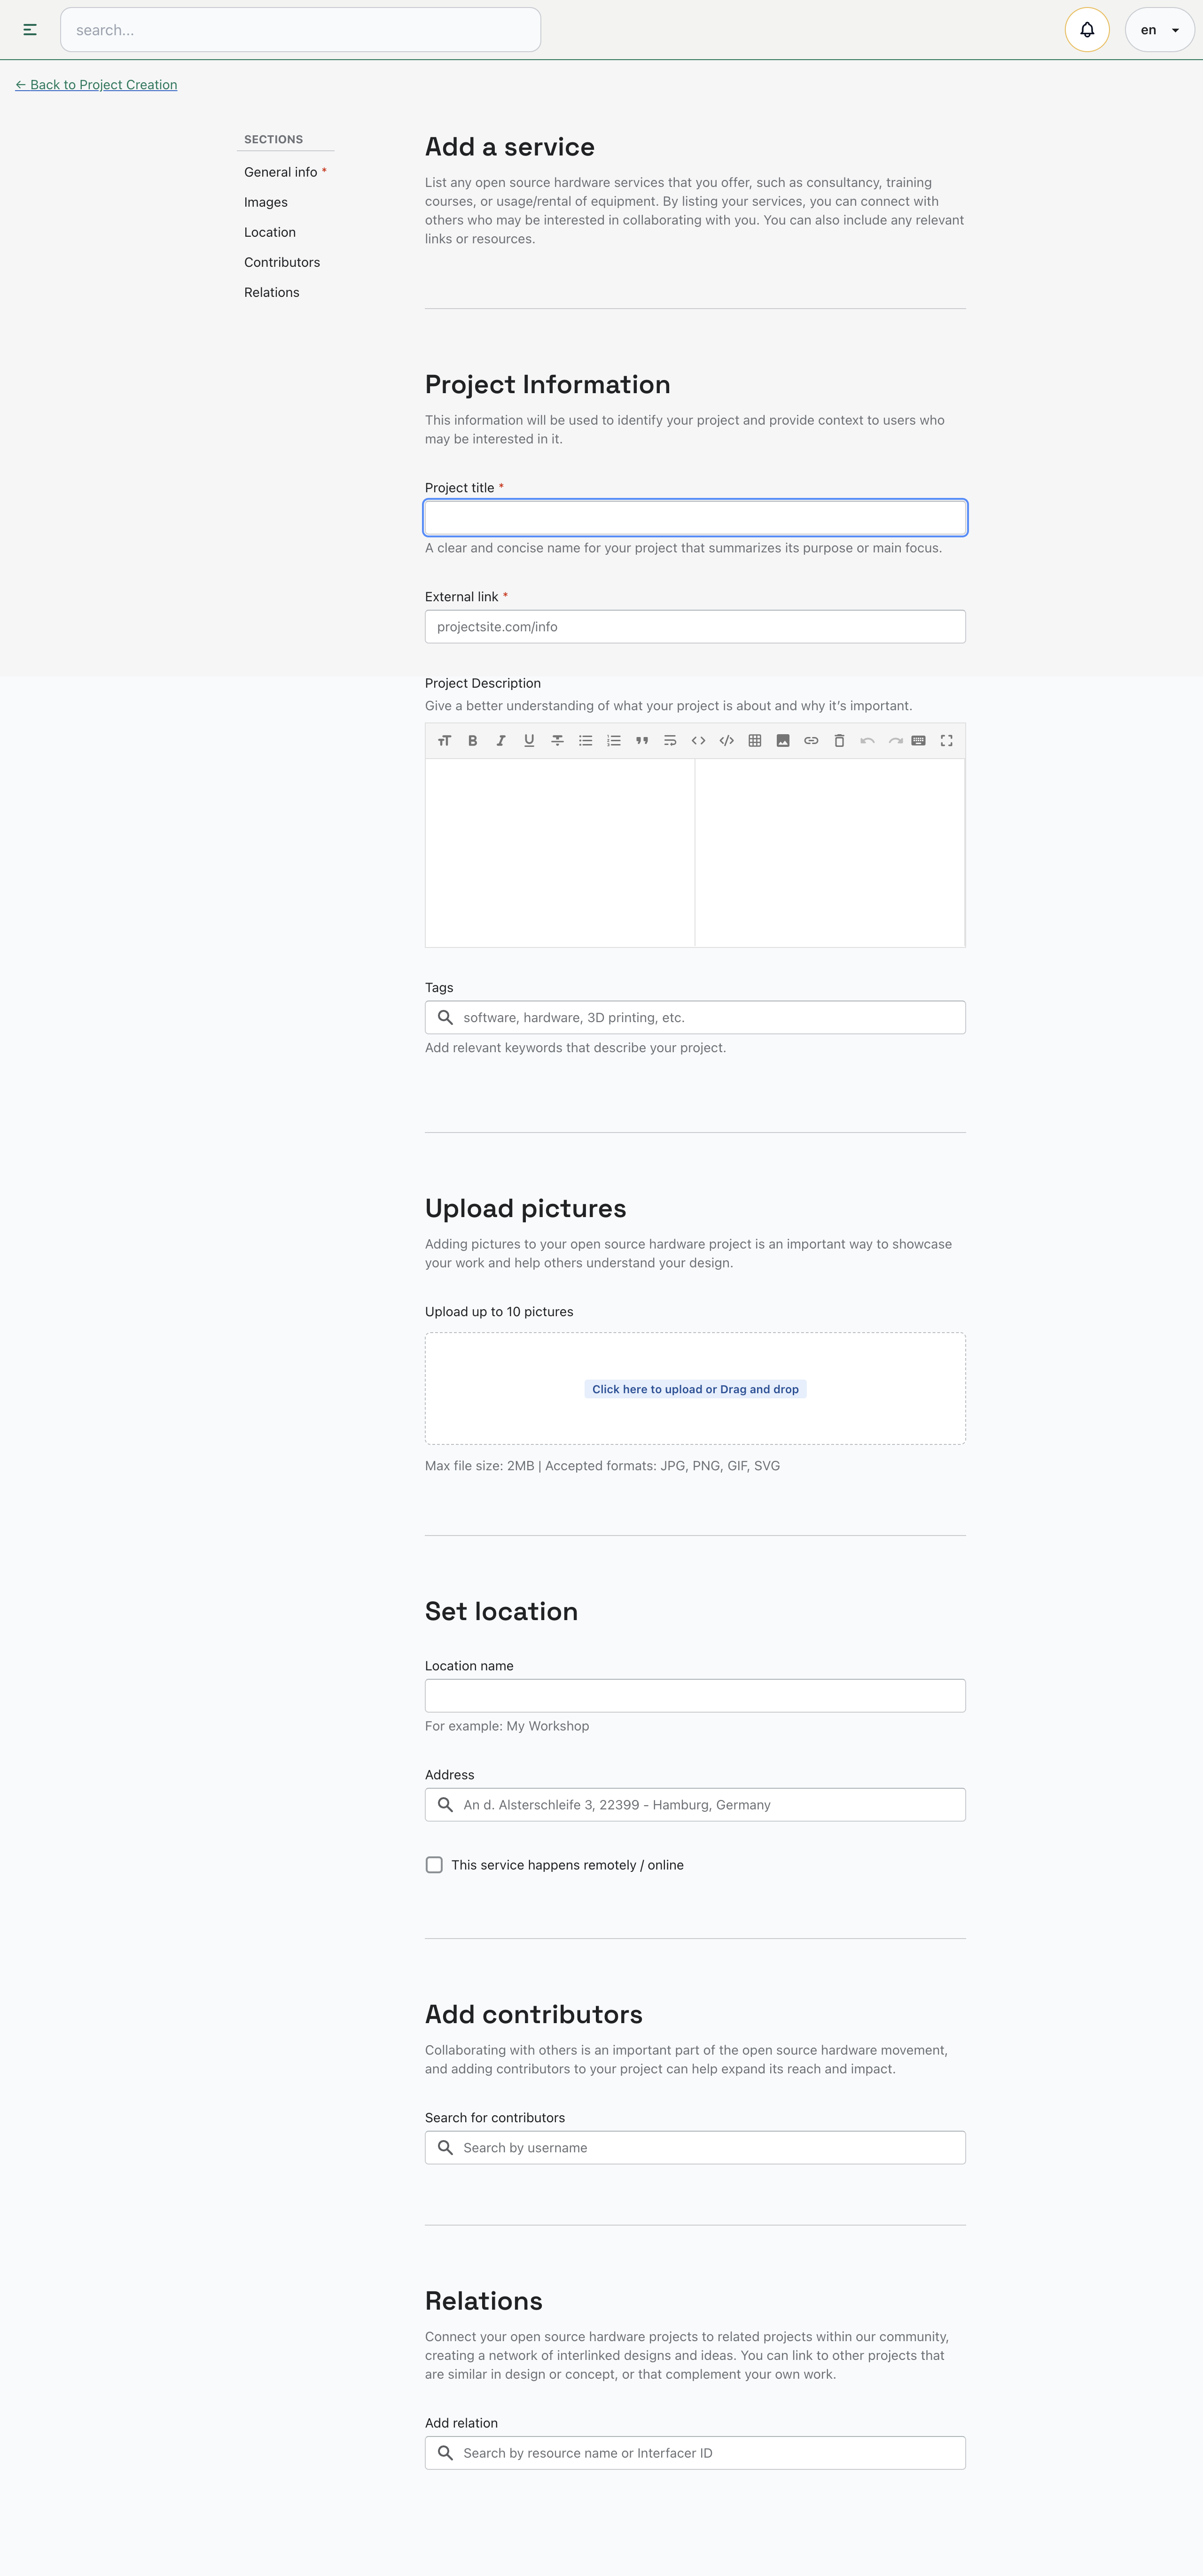 search...
en
← Back to Project Creation
SECTIONS
General info *
Images
Location
Contributors
Relations
Add a service
List any open source hardware services that you offer, such as consultancy, training
courses, or usage/rental of equipment. By listing your services, you can connect with
others who may be interested in collaborating with you. You can also include any relevant
links or resources.
Project Information
This information will be used to identify your project and provide context to users who
may be interested in it.
Project title *
A clear and concise name for your project that summarizes its purpose or main focus.
External link *
projectsite.com/info
Project Description
Give a better understanding of what your project is about and why it's important.
Tags
software, hardware, 3D printing, etc.
Add relevant keywords that describe your project.
Upload pictures
Adding pictures to your open source hardware project is an important way to showcase
your work and help others understand your design.
Upload up to 10 pictures
Click here to upload or Drag and drop
Max file size: 2MB | Accepted formats: JPG, PNG, GIF, SVG
Set location
Location name
For example: My Workshop
Address
An d. Alsterschleife 3, 22399 - Hamburg, Germany
This service happens remotely / online
Add contributors
Collaborating with others is an important part of the open source hardware movement,
and adding contributors to your project can help expand its reach and impact.
Search for contributors
Search by username
Relations
Connect your open source hardware projects to related projects within our community,
creating a network of interlinked designs and ideas. You can link to other projects that
are similar in design or concept, or that complement your own work.
Add relation
Search by resource name or Interfacer ID